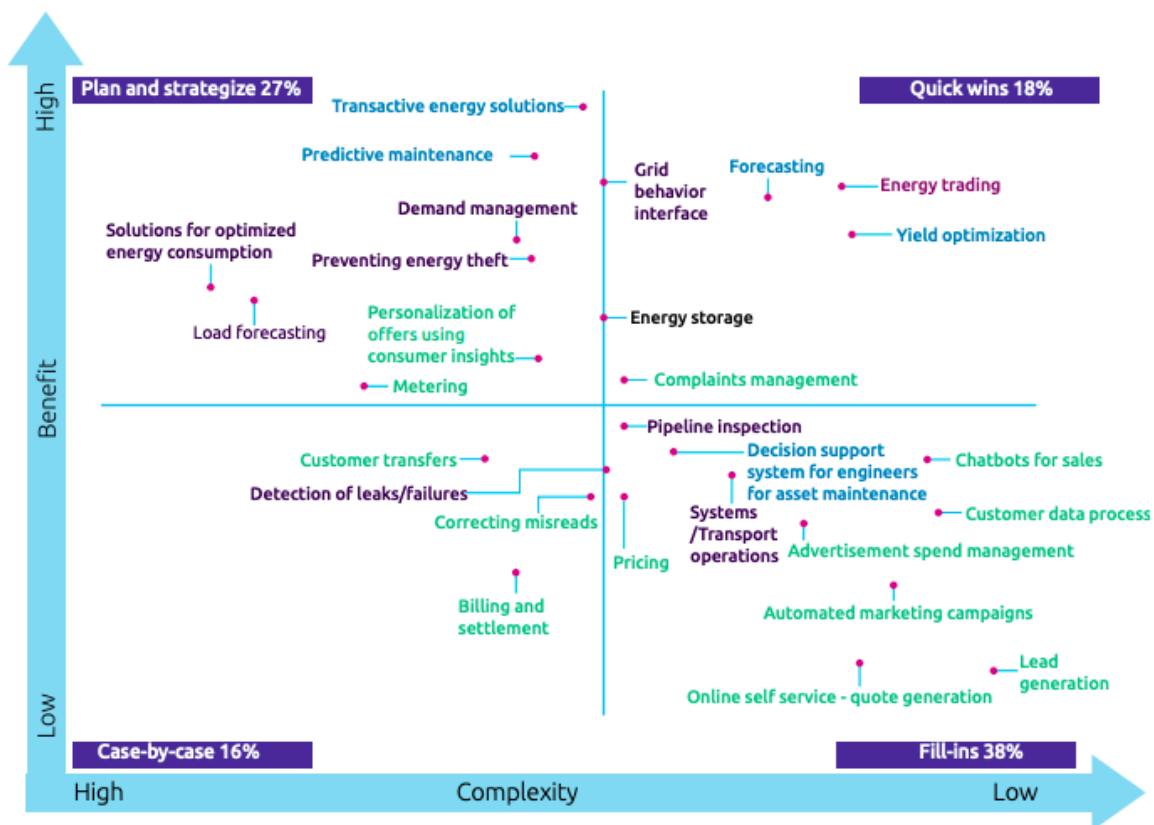 High
Benefit
Low
Plan and strategize 27%
Quick wins 18%
Transactive energy solutions
Predictive maintenance
Grid
behavior
interface
Forecasting
Energy trading
Demand management
Solutions for optimized
energy consumption
Preventing energy theft
Yield optimization
Load forecasting
Personalization of
offers using
consumer insights
Energy storage
Metering
Complaints management
Pipeline inspection
Customer transfers
Decision support
system for engineers
for asset maintenance
Chatbots for sales
Detection of leaks/failures
Correcting misreads
Systems
/Transport
operations
Customer data process
Pricing
Advertisement spend management
Billing and
settlement
Automated marketing campaigns
Lead
generation
Online self service - quote generation
Case-by-case 16%
Fill-ins 38%
High
Complexity
Low